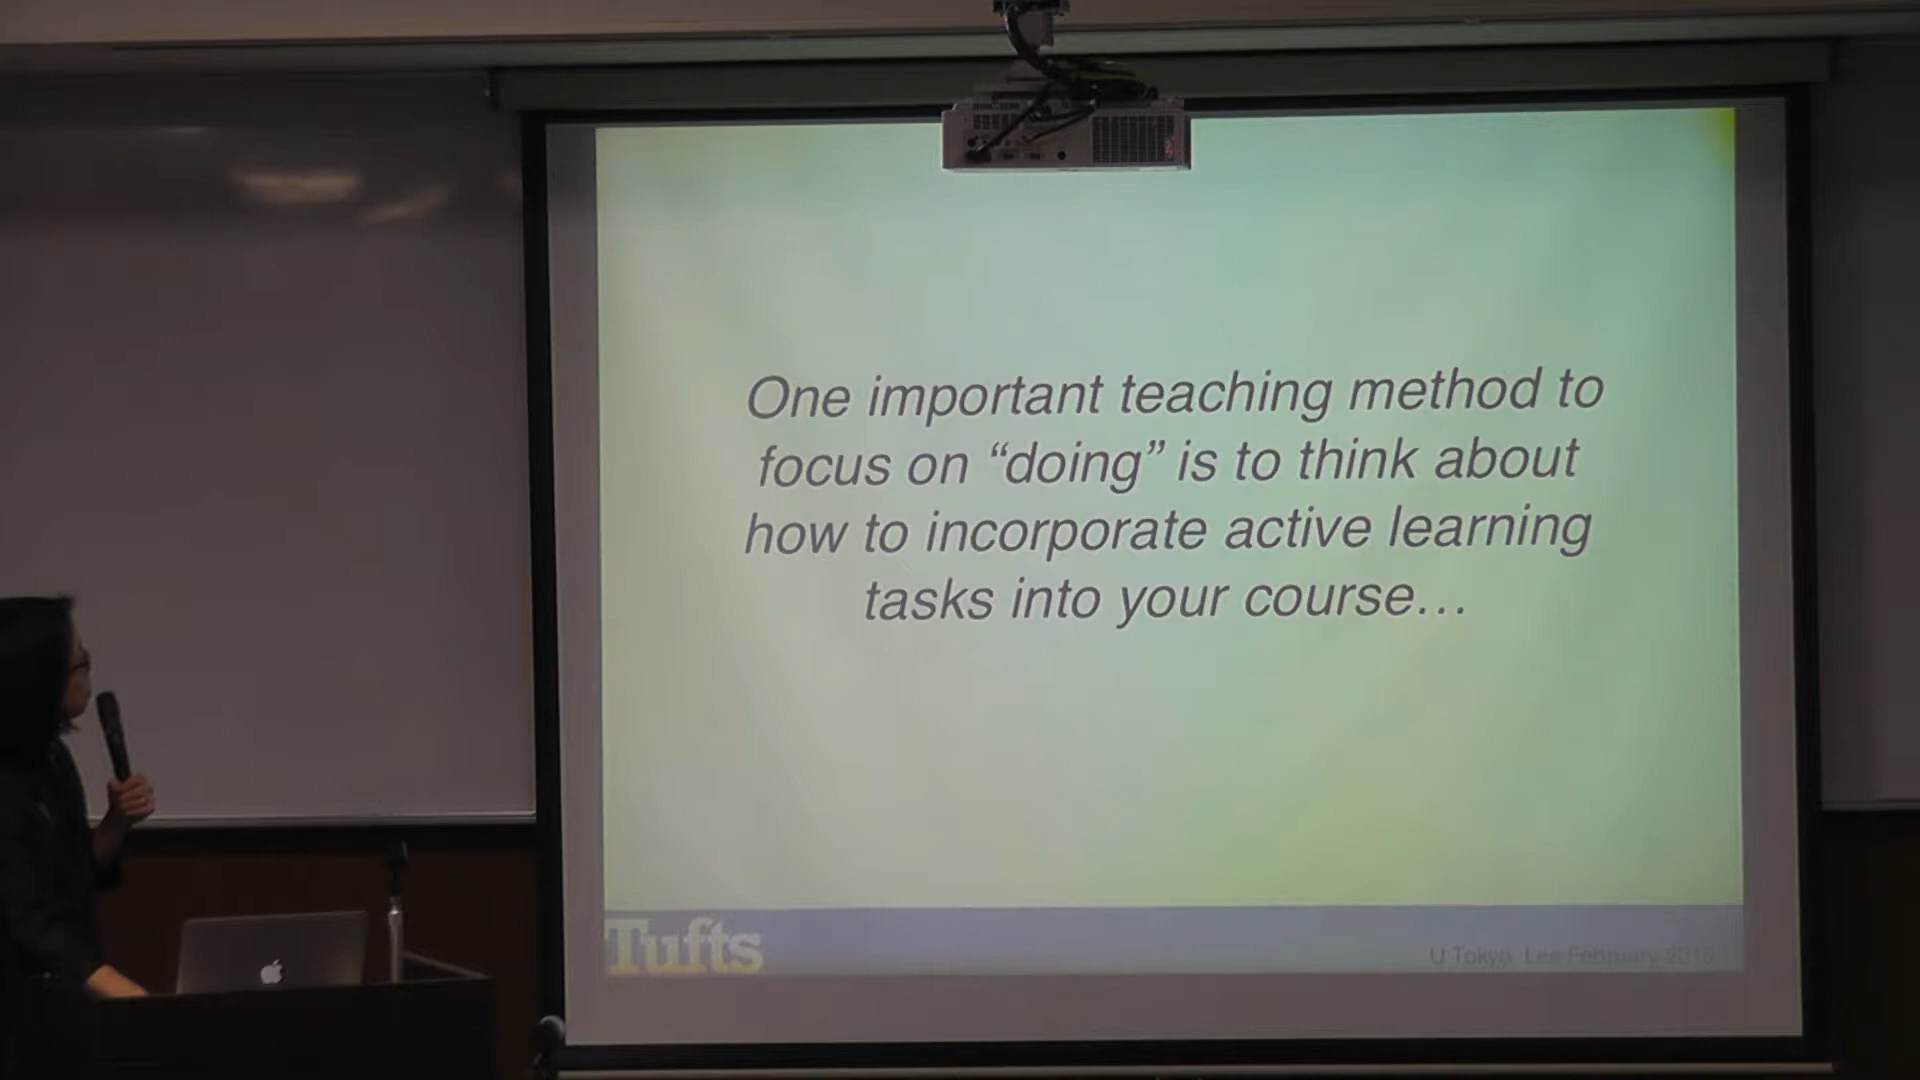 One important teaching method to
focus on “doing” is to think about
how to incorporate active learning
tasks into your course…
Tufts
U Tokyo Lee February 2015